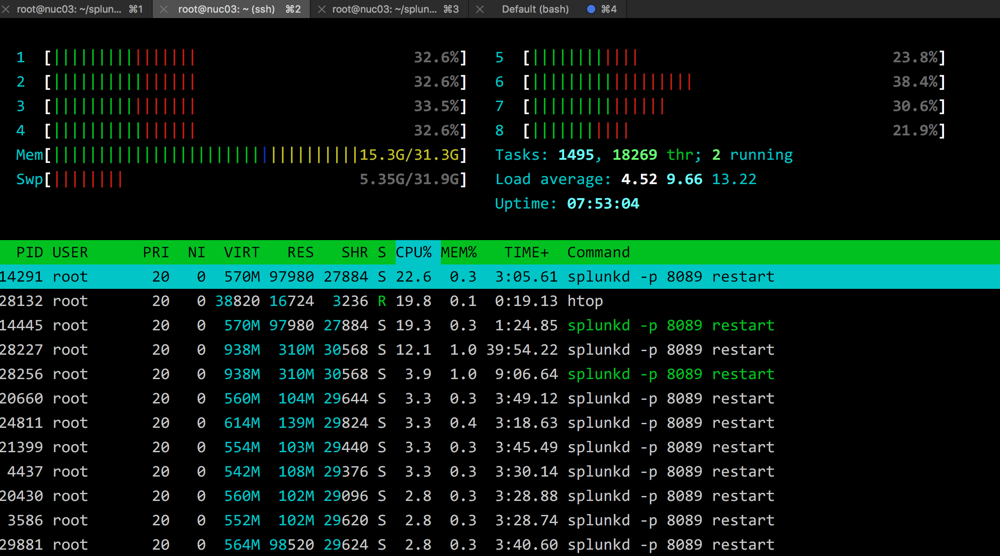 root@nuc03: ~/splun... ⌘1 root@nuc03: ~ (ssh) ⌘2 root@nuc03: ~/splun... ⌘3 Default (bash) ⌘4
1 [||||||||||||||||32.6%] 5 [||||||||||||23.8%]
2 [||||||||||||||||32.6%] 6 [||||||||||||||||||38.4%]
3 [||||||||||||||||33.5%] 7 [|||||||||||||||30.6%]
4 [||||||||||||||||32.6%] 8 [|||||||||||21.9%]
Mem[||||||||||||||||||||||||||||||||||15.3G/31.3G] Tasks: 1495, 18269 thr; 2 running
Swp[||||||||5.35G/31.9G] Load average: 4.52 9.66 13.22
Uptime: 07:53:04
PID USER PRI NI VIRT RES SHR S CPU% MEM% TIME+ Command
14291 root 20 0 570M 97980 27884 S 22.6 0.3 3:05.61 splunkd -p 8089 restart
28132 root 20 0 38820 16724 3236 R 19.8 0.1 0:19.13 htop
14445 root 20 0 570M 97980 27884 S 19.3 0.3 1:24.85 splunkd -p 8089 restart
28227 root 20 0 938M 310M 30568 S 12.1 1.0 39:54.22 splunkd -p 8089 restart
28256 root 20 0 938M 310M 30568 S 3.9 1.0 9:06.64 splunkd -p 8089 restart
20660 root 20 0 560M 104M 29644 S 3.3 0.3 3:49.12 splunkd -p 8089 restart
24811 root 20 0 614M 139M 29824 S 3.3 0.4 3:18.63 splunkd -p 8089 restart
21399 root 20 0 554M 103M 29440 S 3.3 0.3 3:45.49 splunkd -p 8089 restart
4437 root 20 0 542M 108M 29376 S 3.3 0.3 3:30.14 splunkd -p 8089 restart
20430 root 20 0 560M 102M 29096 S 2.8 0.3 3:28.88 splunkd -p 8089 restart
3586 root 20 0 552M 102M 29620 S 2.8 0.3 3:28.74 splunkd -p 8089 restart
29881 root 20 0 564M 98520 29624 S 2.8 0.3 3:40.60 splunkd -p 8089 restart